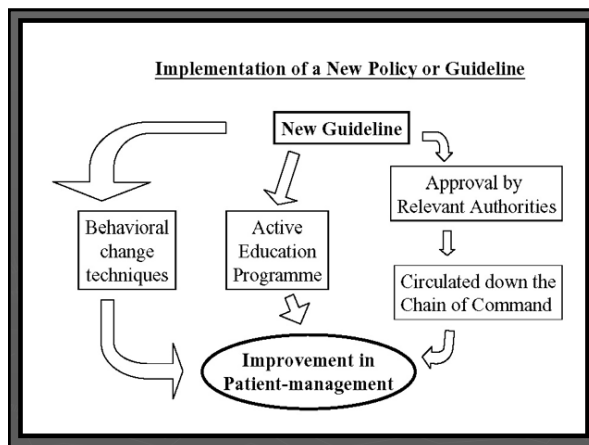 Implementation of a New Policy or Guideline
New Guideline
Approval by
Relevant Authorities
Behavioral
change
techniques
Active
Education
Programme
Circulated down the
Chain of Command
Improvement in
Patient-management